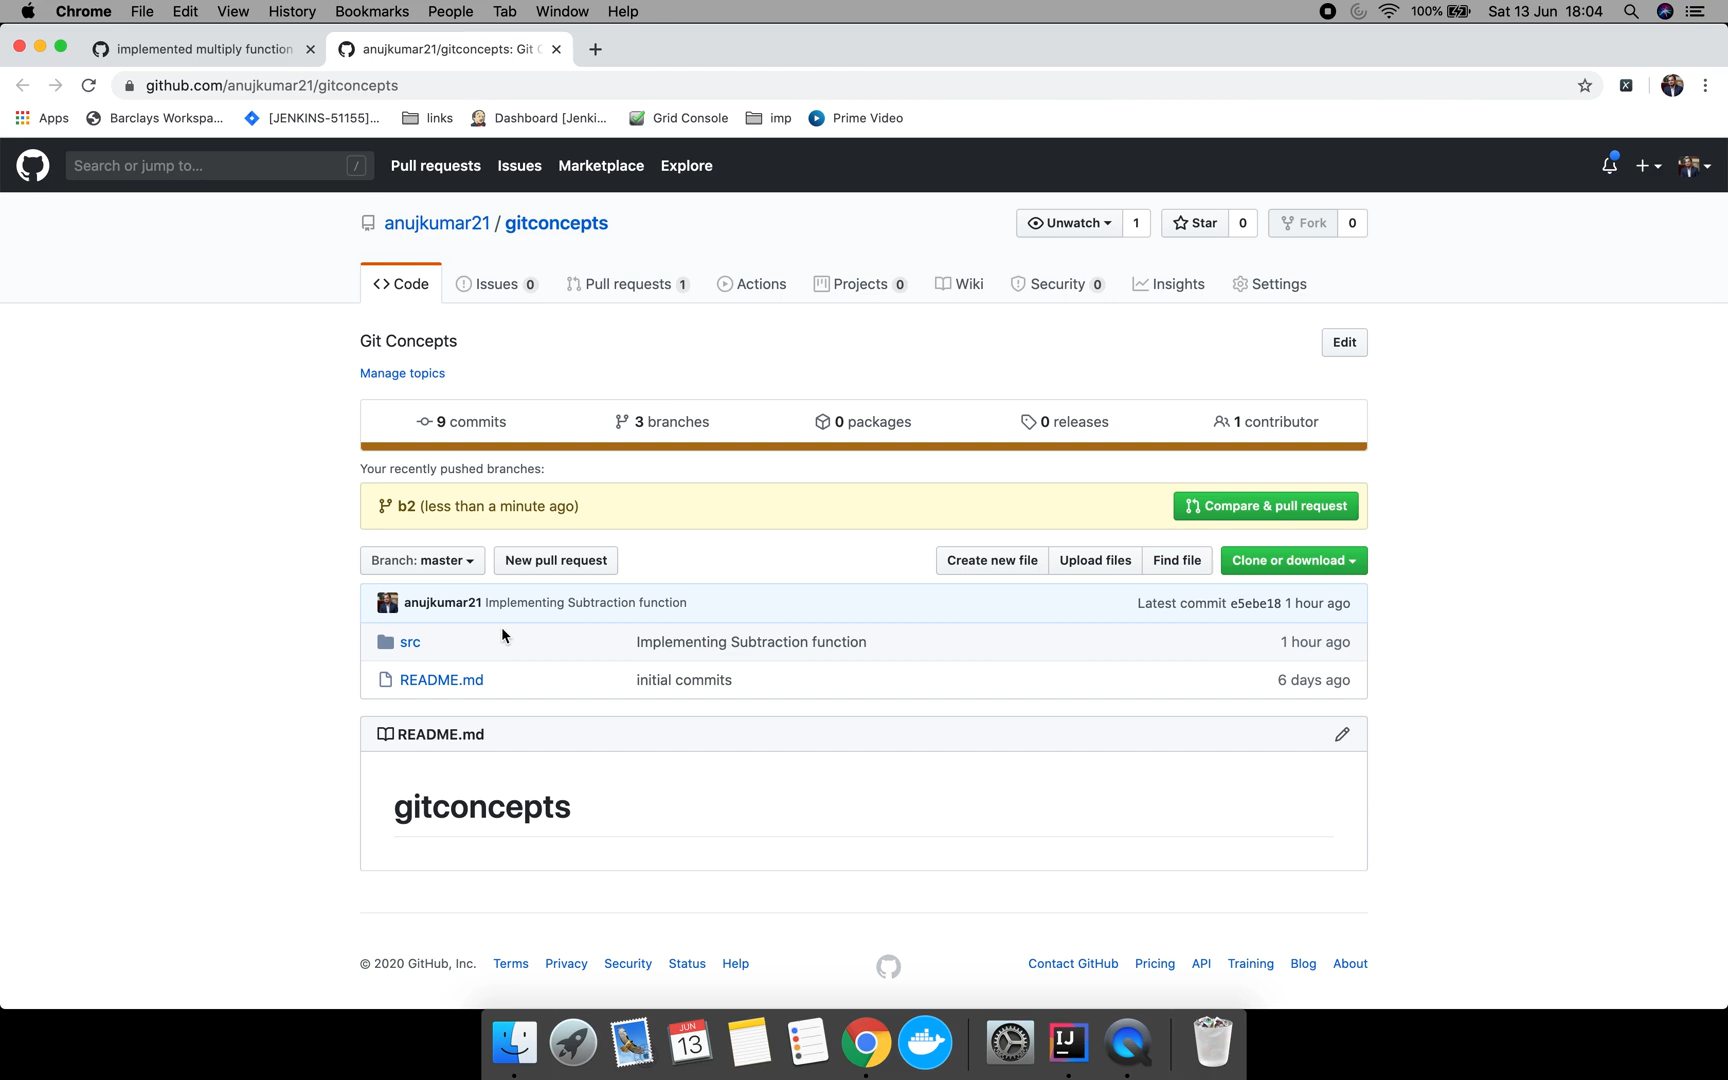 Chrome File Edit View History Bookmarks People Tab Window Help 100% Sat 13 Jun 18:04
implemented multiply function anujkumar21/gitconcepts: Git C
github.com/anujkumar21/gitconcepts
Apps Barclays Workspa... [JENKINS-51155]... links Dashboard [Jenki... Grid Console imp Prime Video
Search or jump to... / Pull requests Issues Marketplace Explore
anujkumar21 / gitconcepts Unwatch 1 Star 0 Fork 0
Code Issues 0 Pull requests 1 Actions Projects 0 Wiki Security 0 Insights Settings
Git Concepts Edit
Manage topics
9 commits 3 branches 0 packages 0 releases 1 contributor
Your recently pushed branches:
b2 (less than a minute ago) Compare & pull request
Branch: master New pull request Create new file Upload files Find file Clone or download
anujkumar21 Implementing Subtraction function Latest commit e5ebe18 1 hour ago
src Implementing Subtraction function 1 hour ago
README.md initial commits 6 days ago
README.md
gitconcepts
© 2020 GitHub, Inc. Terms Privacy Security Status Help Contact GitHub Pricing API Training Blog About
JUN
13
IJ